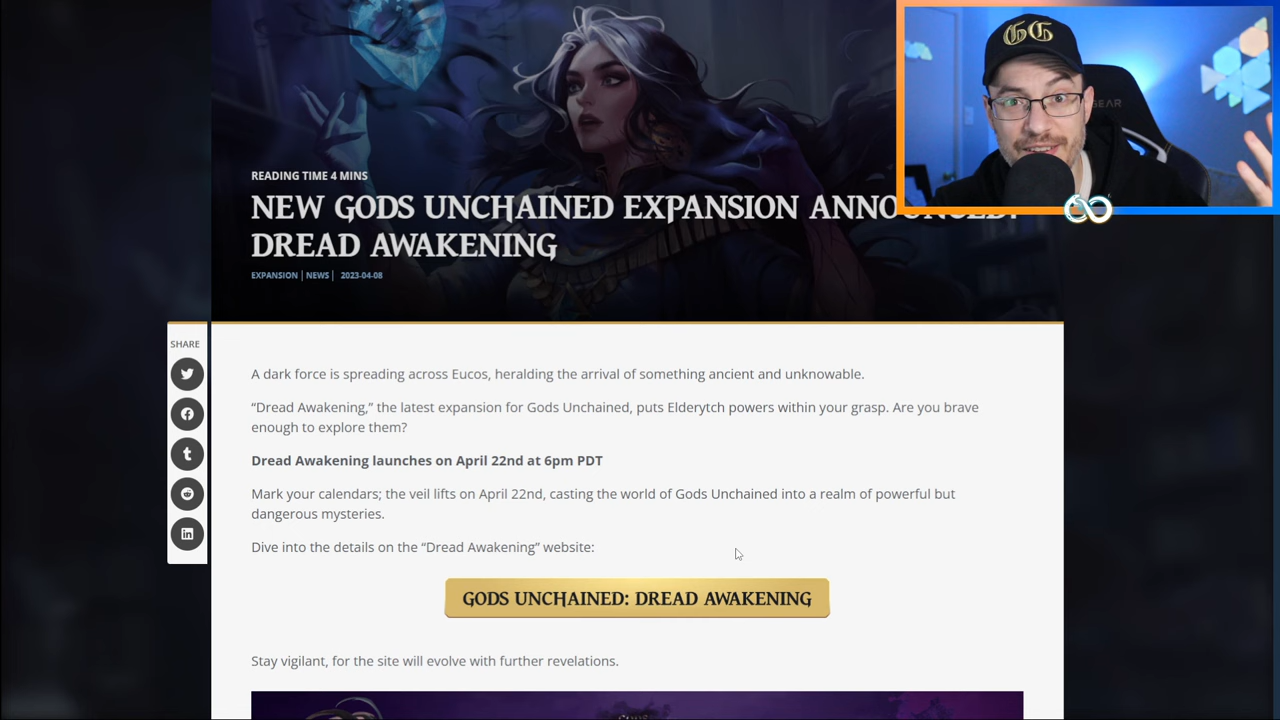 GG
GEAR
READING TIME 4 MINS
NEW GODS UNCHAINED EXPANSION ANNOUNCED:
DREAD AWAKENING
EXPANSION | NEWS | 2023-04-08
SHARE
A dark force is spreading across Eucos, heralding the arrival of something ancient and unknowable.
“Dread Awakening,” the latest expansion for Gods Unchained, puts Elderytch powers within your grasp. Are you brave
enough to explore them?
Dread Awakening launches on April 22nd at 6pm PDT
Mark your calendars; the veil lifts on April 22nd, casting the world of Gods Unchained into a realm of powerful but
dangerous mysteries.
Dive into the details on the “Dread Awakening” website:
GODS UNCHAINED: DREAD AWAKENING
Stay vigilant, for the site will evolve with further revelations.